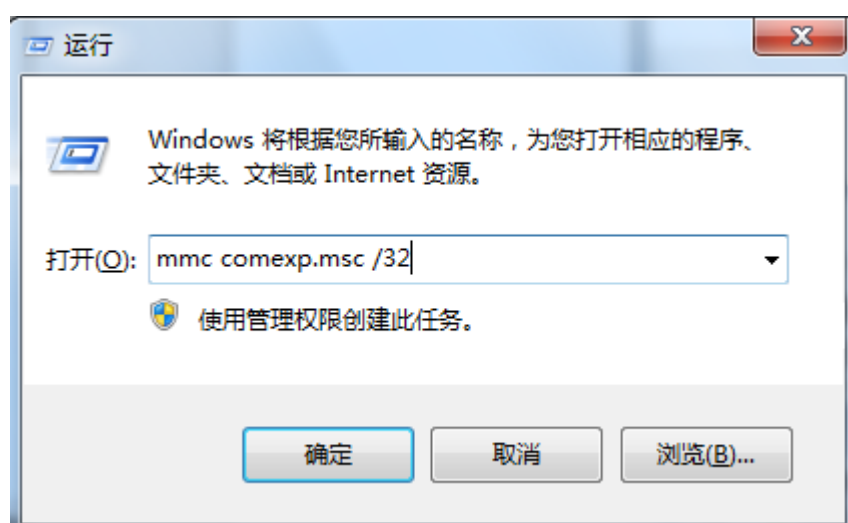 运行
Windows 将根据您所输入的名称，为您打开相应的程序、
文件夹、文档或 Internet 资源。
打开(O): mmc comexp.msc /32
使用管理权限创建此任务。
确定 取消 浏览(B)...